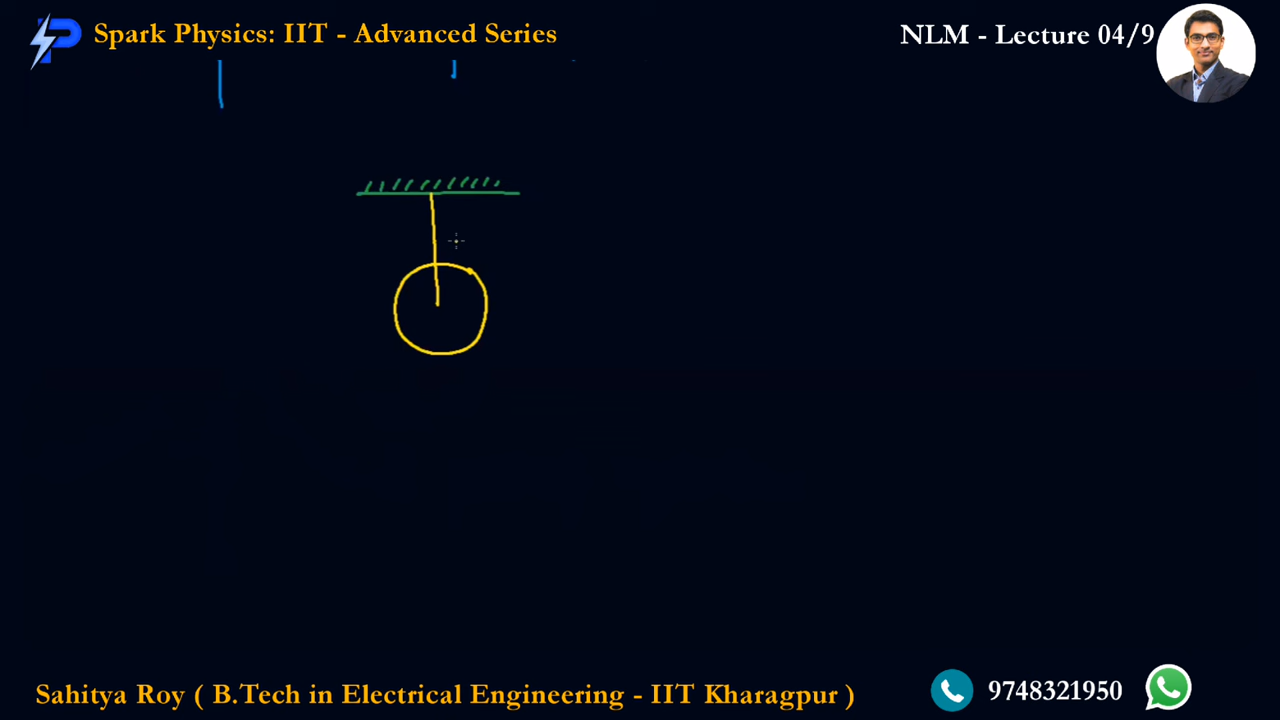 Spark Physics: IIT - Advanced Series
NLM - Lecture 04/9
Sahitya Roy ( B.Tech in Electrical Engineering - IIT Kharagpur )
9748321950